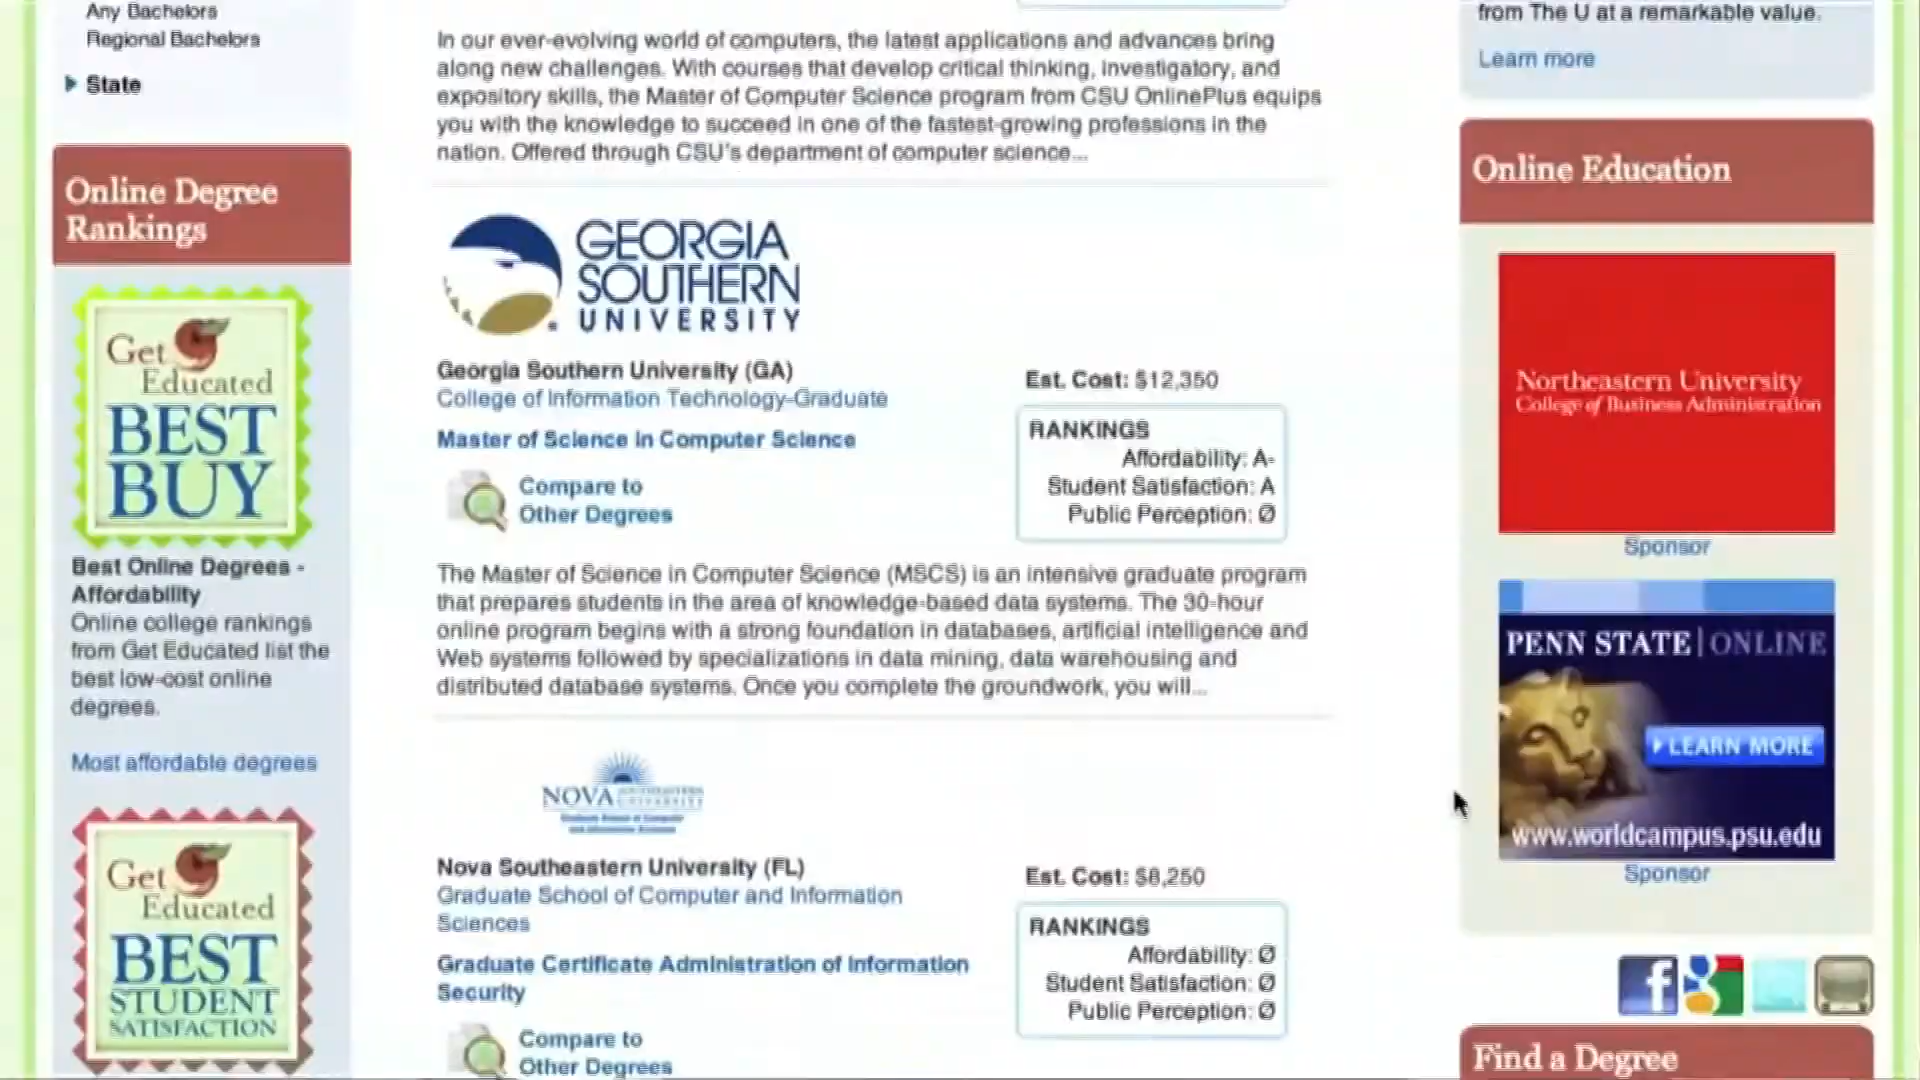 Any Bachelors
Regional Bachelors
State
Online Degree
Rankings
Get
Educated
BEST
BUY
Best Online Degrees -
Affordability
Online college rankings
from Get Educated list the
best low-cost online
degrees.
Most affordable degrees
Get
Educated
BEST
STUDENT
SATISFACTION
In our ever-evolving world of computers, the latest applications and advances bring
along new challenges. With courses that develop critical thinking, investigatory, and
expository skills, the Master of Computer Science program from CSU OnlinePlus equips
you with the knowledge to succeed in one of the fastest-growing professions in the
nation. Offered through CSU's department of computer science...
GEORGIA
SOUTHERN
UNIVERSITY
Georgia Southern University (GA)
College of Information Technology-Graduate
Master of Science in Computer Science
Compare to
Other Degrees
Est. Cost: $12,350
RANKINGS
Affordability: A-
Student Satisfaction: A
Public Perception: Ø
The Master of Science in Computer Science (MSCS) is an intensive graduate program
that prepares students in the area of knowledge-based data systems. The 30-hour
online program begins with a strong foundation in databases, artificial intelligence and
Web systems followed by specializations in data mining, data warehousing and
distributed database systems. Once you complete the groundwork, you will...
NOVA SOUTHEASTERN
UNIVERSITY
Graduate School of Computer
and Information Sciences
Nova Southeastern University (FL)
Graduate School of Computer and Information
Sciences
Graduate Certificate Administration of Information
Security
Compare to
Other Degrees
Est. Cost: $8,250
RANKINGS
Affordability: Ø
Student Satisfaction: Ø
Public Perception: Ø
from The U at a remarkable value.
Learn more
Online Education
Northeastern University
College of Business Administration
Sponsor
PENN STATE | ONLINE
LEARN MORE
www.worldcampus.psu.edu
Sponsor
f
Find a Degree